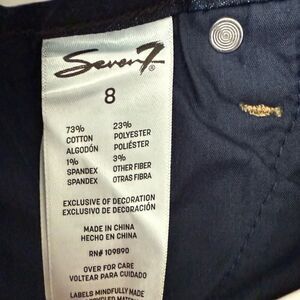 Seven7®
8
73% 23%
COTTON POLYESTER
ALGODÓN POLIÉSTER
1% 3%
SPANDEX OTHER FIBER
SPANDEX OTRAS FIBRA
EXCLUSIVE OF DECORATION
EXCLUSIVO DE DECORACIÓN
MADE IN CHINA
HECHO EN CHINA
RN# 109890
OVER FOR CARE
VOLTEAR PARA CUIDADO
LABELS MINDFULLY MADE